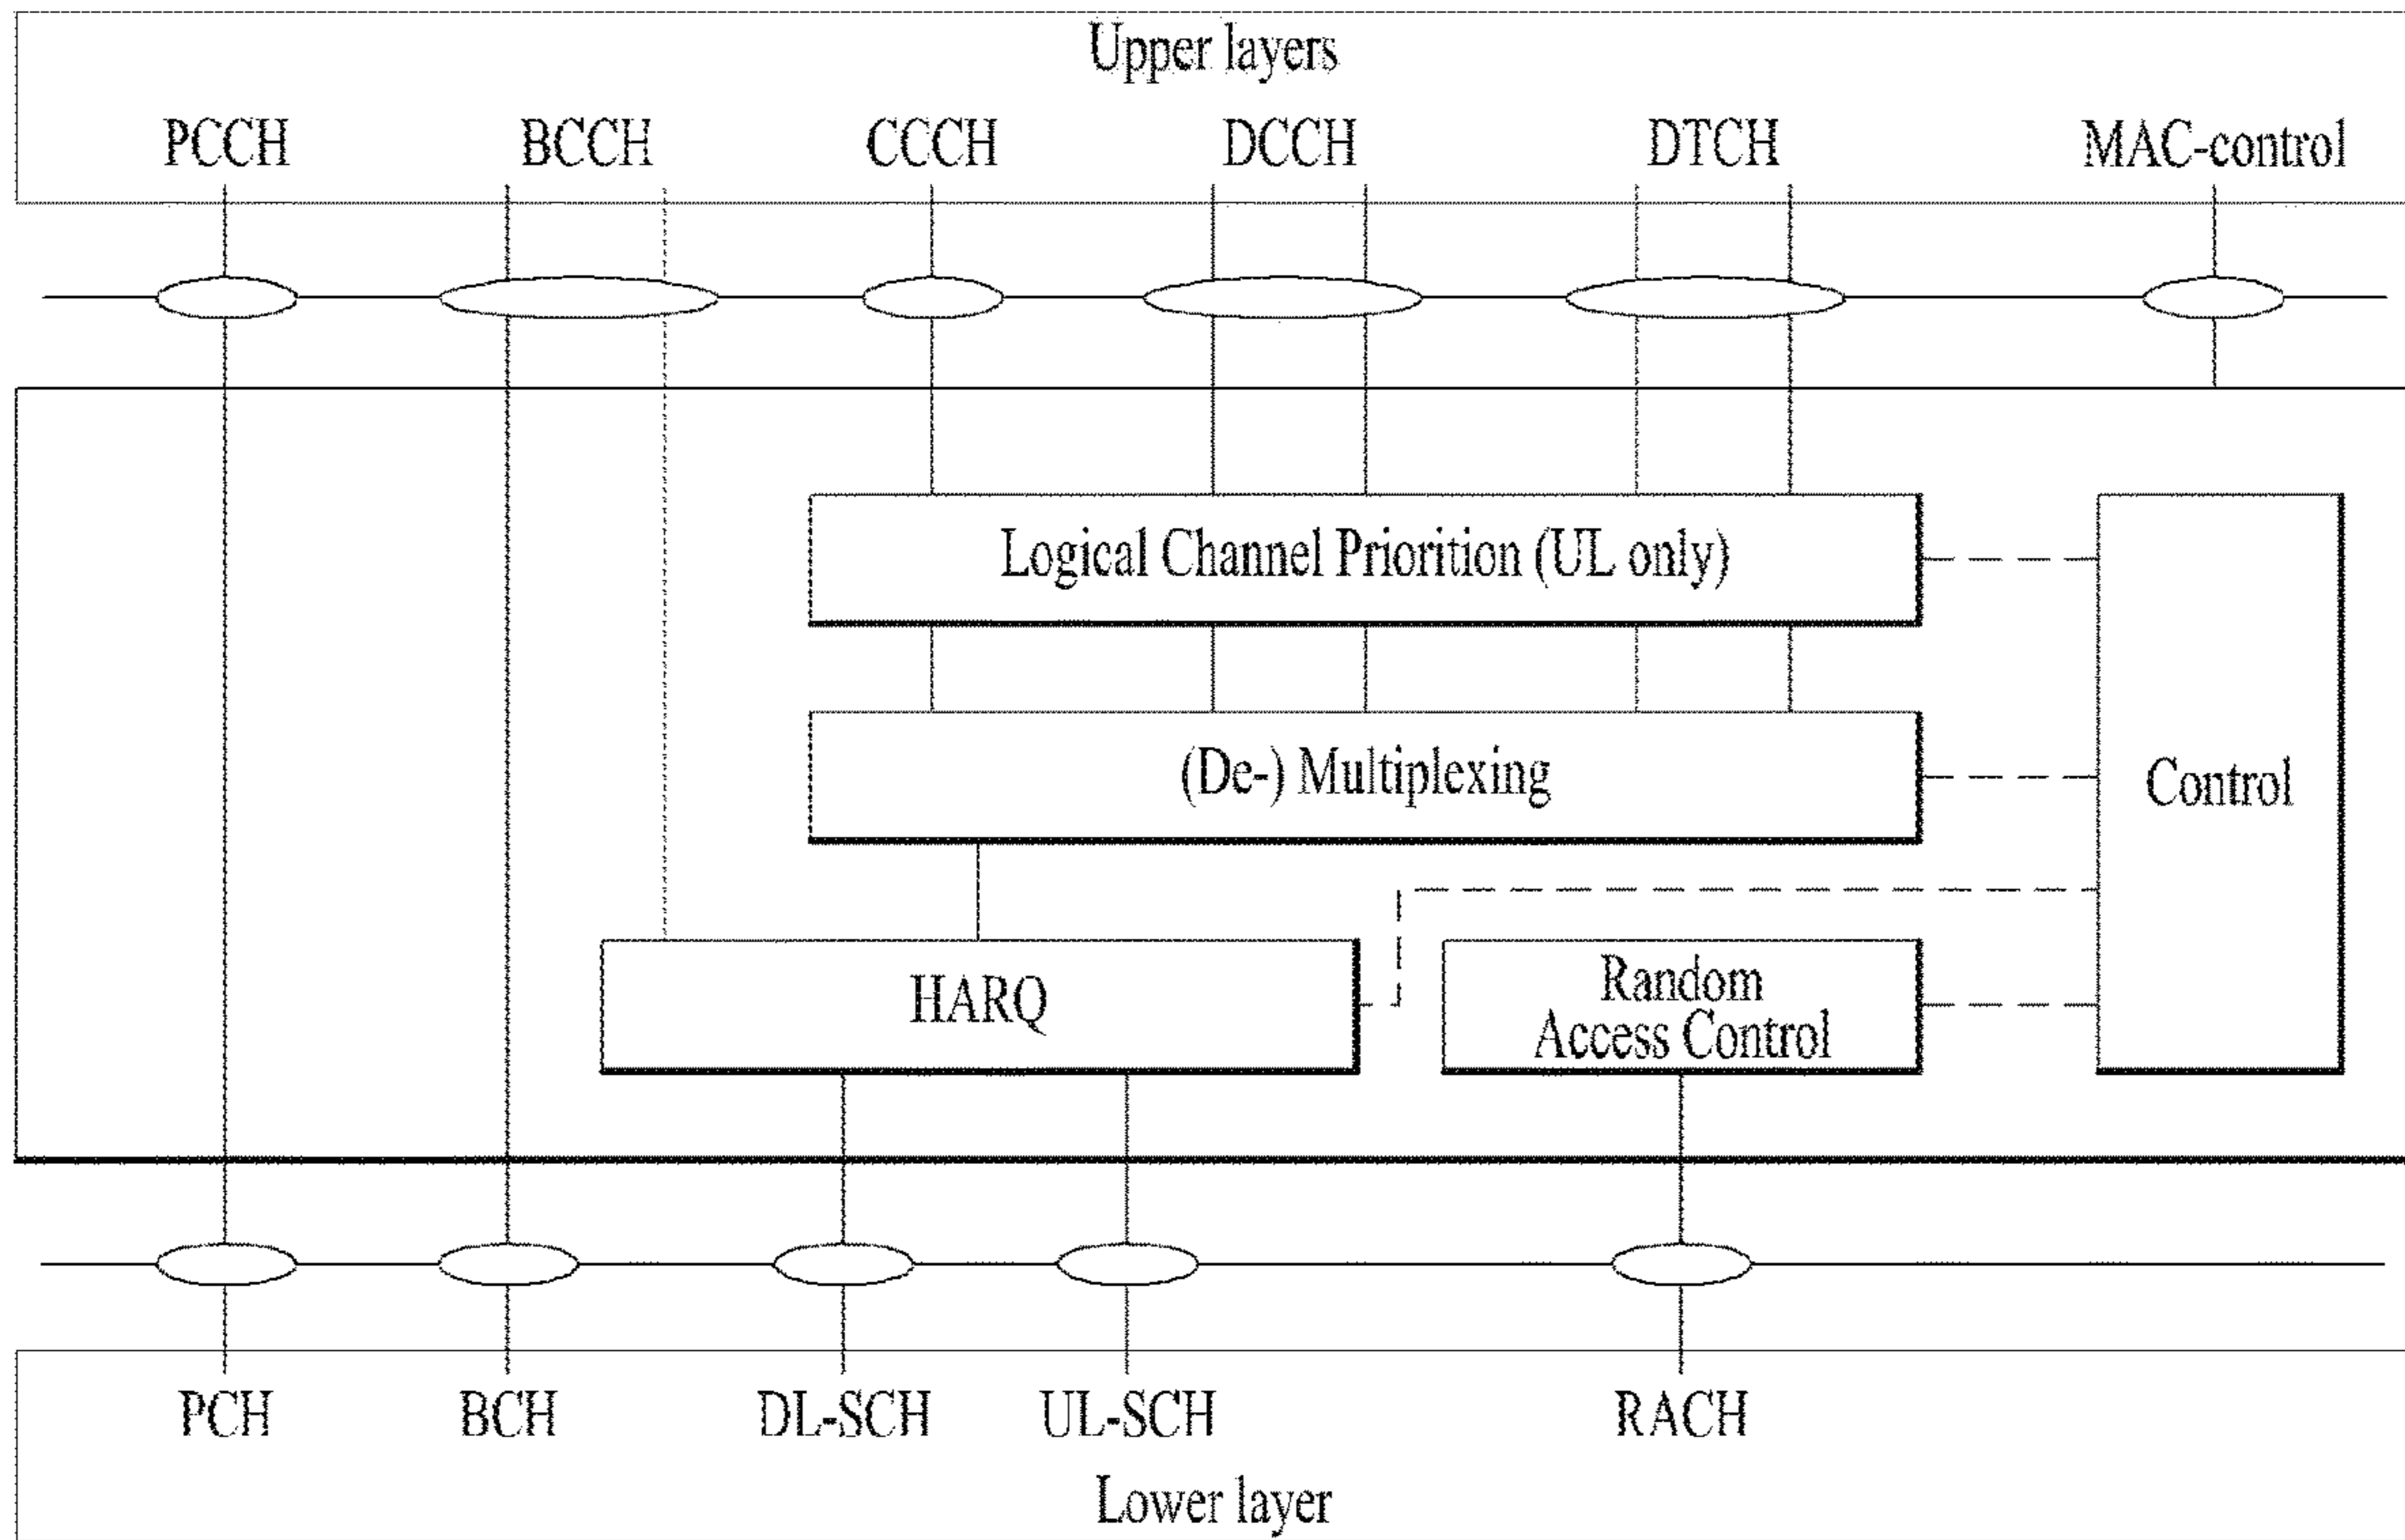 Upper layers
PCCH BCCH CCCH DCCH DTCH MAC-control
Logical Channel Priorition (UL only)
(De-) Multiplexing
Control
HARQ
Random
Access Control
PCH BCH DL-SCH UL-SCH RACH
Lower layer